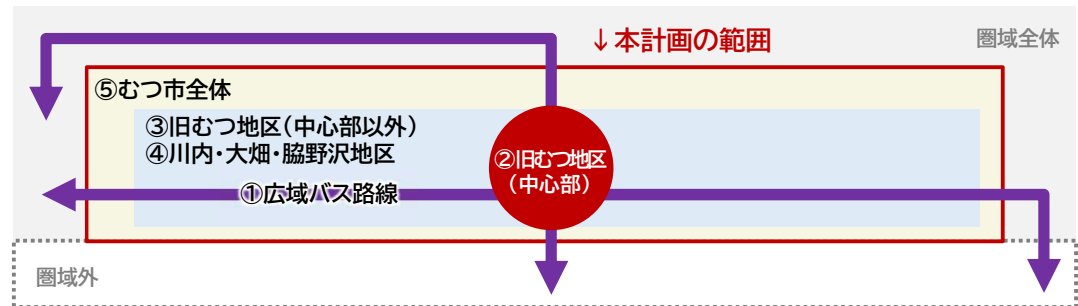 ↓本計画の範囲
圏域全体
⑤むつ市全体
③旧むつ地区(中心部以外)
④川内・大畑・脇野沢地区
②旧むつ地区
(中心部)
①広域バス路線
圏域外